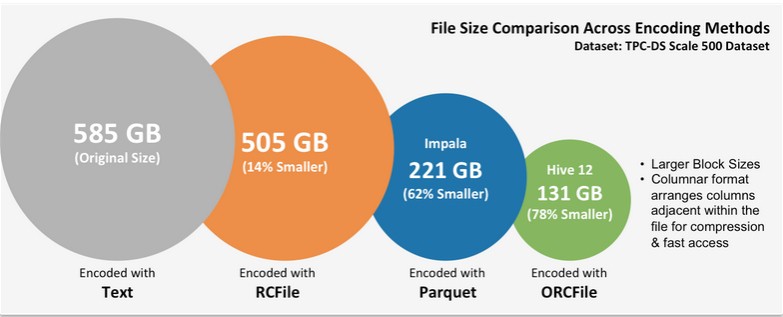 File Size Comparison Across Encoding Methods
Dataset: TPC-DS Scale 500 Dataset
585 GB
(Original Size)
505 GB
(14% Smaller)
Impala
221 GB
(62% Smaller)
Hive 12
131 GB
(78% Smaller)
• Larger Block Sizes
• Columnar format
arranges columns
adjacent within the
file for compression
& fast access
Encoded with
Text
Encoded with
RCFile
Encoded with
Parquet
Encoded with
ORCFile